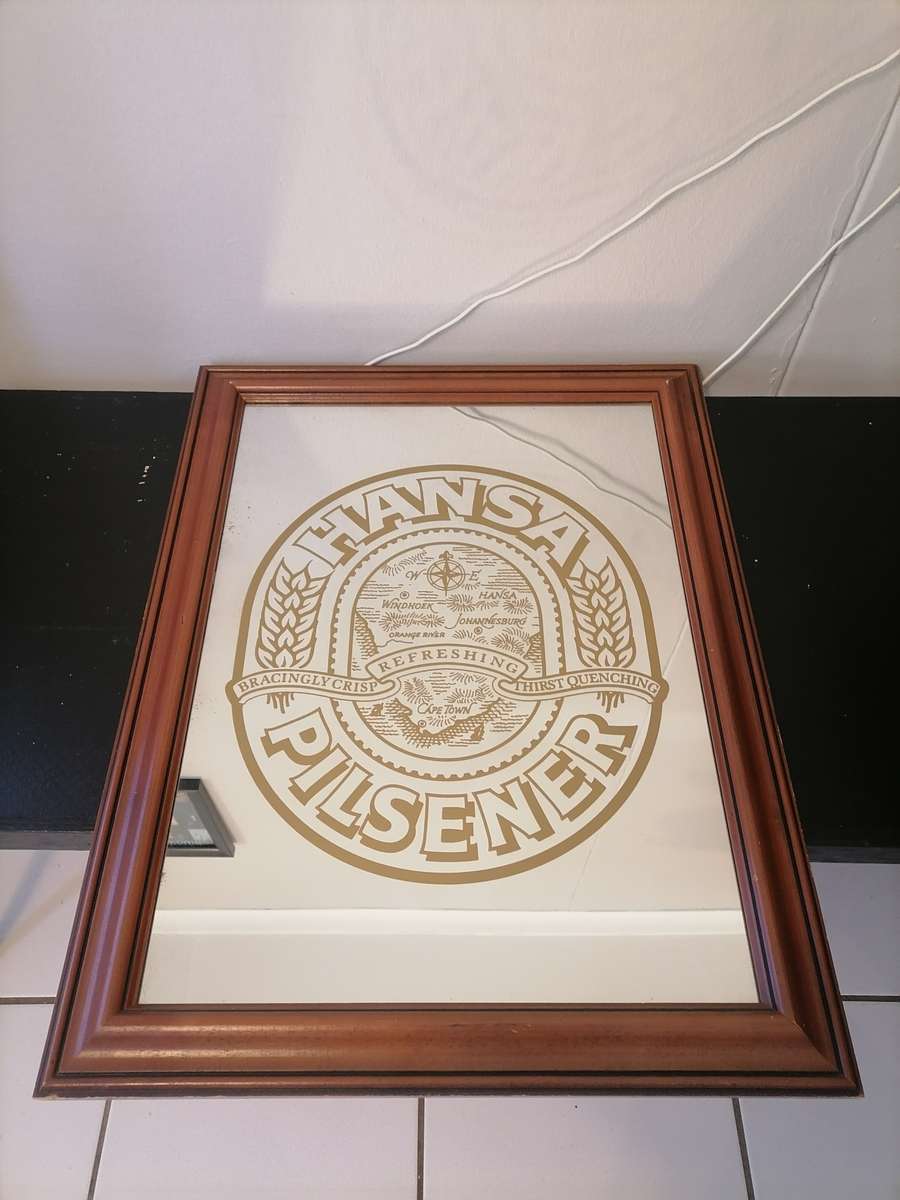 HANSA
W E
WINDHOEK
HANSA
JOHANNESBURG
ORANGE RIVER
REFRESHING
BRACINGLY CRISP
THIRST QUENCHING
CAPE TOWN
PILSENER